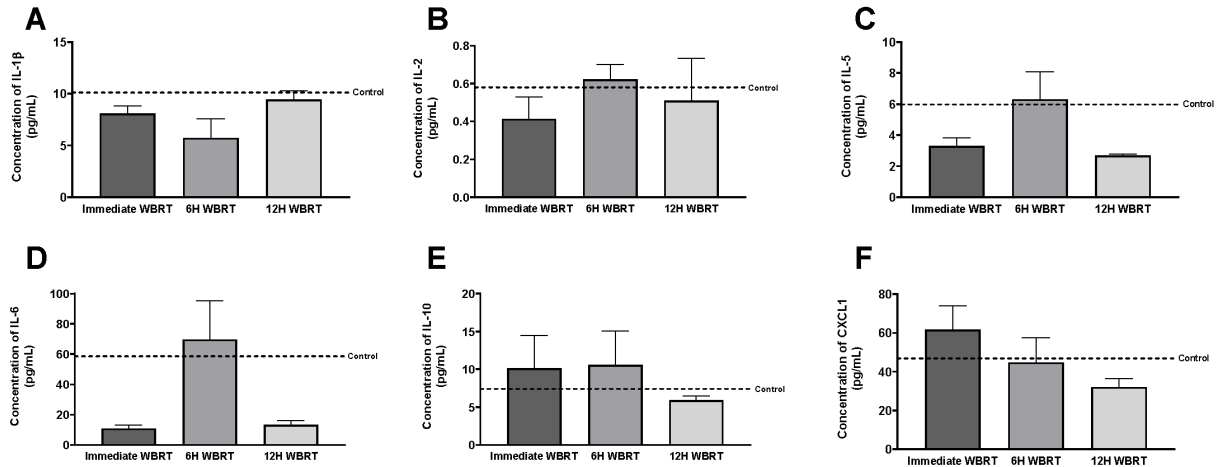 A
Concentration of IL-1β
(pg/mL)
15
10
5
0
Control
Immediate WBRT 6H WBRT 12H WBRT
B
Concentration of IL-2
(pg/mL)
0.8
0.6
0.4
0.2
0.0
Control
Immediate WBRT 6H WBRT 12H WBRT
C
Concentration of IL-5
(pg/mL)
10
8
6
4
2
0
Control
Immediate WBRT 6H WBRT 12H WBRT
D
Concentration of IL-6
(pg/mL)
100
80
60
40
20
0
Control
Immediate WBRT 6H WBRT 12H WBRT
E
Concentration of IL-10
(pg/mL)
20
15
10
5
0
Control
Immediate WBRT 6H WBRT 12H WBRT
F
Concentration of CXCL1
(pg/mL)
80
60
40
20
0
Control
Immediate WBRT 6H WBRT 12H WBRT